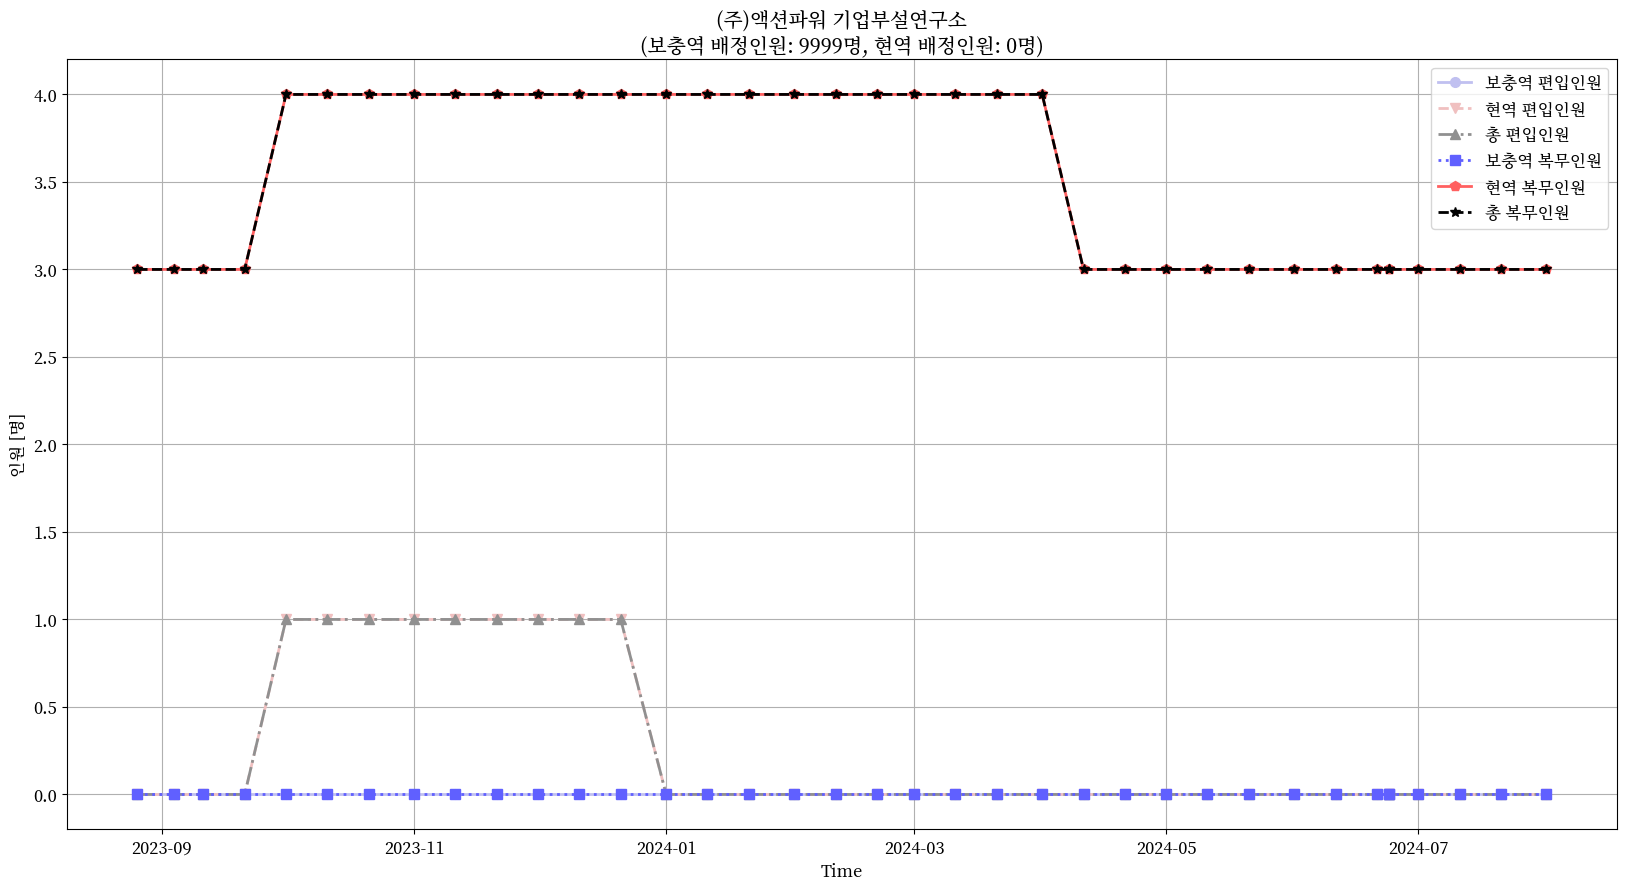 (주)액션파워 기업부설연구소
(보충역 배정인원: 9999명, 현역 배정인원: 0명)
보충역 편입인원
현역 편입인원
총 편입인원
보충역 복무인원
현역 복무인원
총 복무인원
인원 [명]
4.0
3.5
3.0
2.5
2.0
1.5
1.0
0.5
0.0
2023-09
2023-11
2024-01
2024-03
2024-05
2024-07
Time